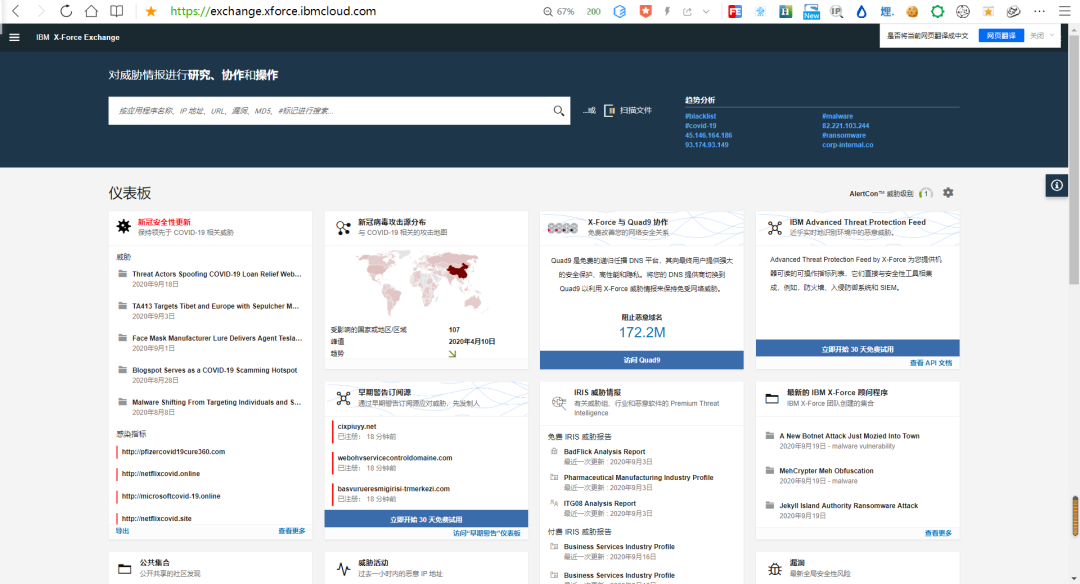 https://exchange.xforce.ibmcloud.com
67%
200
New
IBM X-Force Exchange
是否将当前网页翻译成中文
网页翻译
关闭
对威胁情报进行研究、协作和操作
按应用程序名称、IP 地址、URL、漏洞、MD5、#标记进行搜索...
...或
扫描文件
趋势分析
#blacklist
#malware
#covid-19
82.221.103.244
45.146.164.186
#ransomware
93.174.93.149
corp-internal.co
仪表板
AlertCon™ 威胁级别
1
新冠安全性更新
保持领先于 COVID-19 相关威胁
威胁
Threat Actors Spoofing COVID-19 Loan Relief Web...
2020年9月18日
TA413 Targets Tibet and Europe with Sepulcher M...
2020年9月3日
Face Mask Manufacturer Lure Delivers Agent Tesla...
2020年9月1日
Blogspot Serves as a COVID-19 Scamming Hotspot
2020年8月28日
Malware Shifting From Targeting Individuals and S...
2020年8月8日
感染指标
http://pfizercovid19cure360.com
http://netflixcovid.online
http://microsoftcovid-19.online
http://netflixcovid.site
导出
查看更多
新冠病毒攻击源分布
与 COVID-19 相关的攻击地图
受影响的国家或地区/区域
107
峰值
2020年4月10日
趋势
X-Force 与 Quad9 协作
免费改善您的网络安全关系
Quad9 是免费的递归任播 DNS 平台，其向最终用户提供强大
的安全保护、高性能和隐私。将您的 DNS 提供商切换到
Quad9 以利用 X-Force 威胁情报来保持免受网络威胁。
阻止恶意域名
172.2M
访问 Quad9
IBM Advanced Threat Protection Feed
近乎实时地识别环境中的恶意威胁。
Advanced Threat Protection Feed by X-Force 为您提供机
器可读的可操作指标列表，它们直接与安全性工具相集
成，例如，防火墙、入侵防御系统和 SIEM。
立即开始 30 天免费试用
查看 API 文档
早期警告订阅源
通过早期警告订阅源应对威胁，先发制人
cixpiuyy.net
已注册： 18 分钟前
webohvservicecontroldomaine.com
已注册： 18 分钟前
basvurueresmigirisi-trmerkezi.com
已注册： 18 分钟前
立即开始 30 天免费试用
访问“早期警告”仪表板
IRIS 威胁情报
有关威胁组、行业和恶意软件的 Premium Threat
Intelligence
免费 IRIS 威胁报告
BadFlick Analysis Report
最近一次更新 : 2020年9月3日
Pharmaceutical Manufacturing Industry Profile
最近一次更新 : 2020年9月3日
ITG08 Analysis Report
最近一次更新 : 2020年9月3日
付费 IRIS 威胁报告
Business Services Industry Profile
最近一次更新 : 2020年9月16日
Business Services Industry Profile
最新的 IBM X-Force 顾问程序
IBM X-Force 团队创建的集合
A New Botnet Attack Just Mozied Into Town
2020年9月19日 - malware vulnerability
MehCrypter Meh Obfuscation
2020年9月19日 - malware
Jekyll Island Authority Ransomware Attack
2020年9月19日
查看更多
公共集合
公开共享的社区发现
威胁活动
过去一小时内的恶意 IP 地址
漏洞
最新全局安全性风险